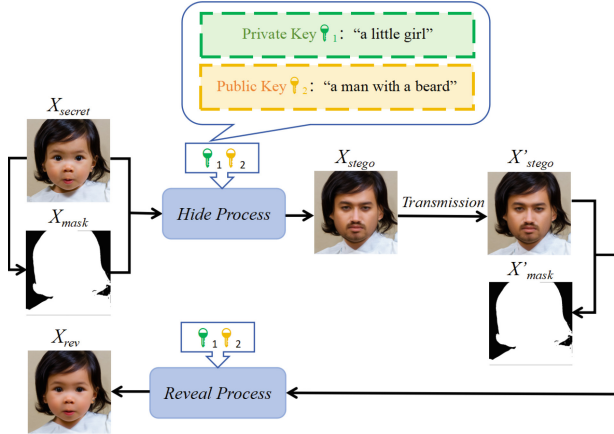 Private Key 1: “a little girl”
Public Key 2: “a man with a beard”
X_secret
1 2
X_stego
X'_stego
Hide Process
Transmission
X_mask
X'_mask
X_rev
1 2
Reveal Process